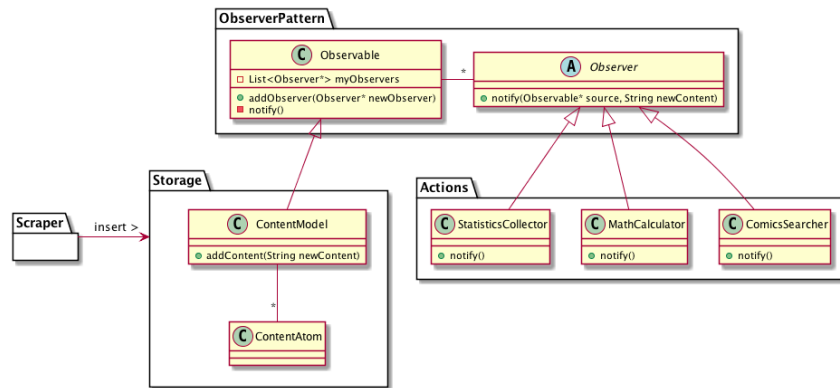 ObserverPattern
C Observable
List<Observer*> myObservers
addObserver(Observer* newObserver)
notify()
*
A Observer
notify(Observable* source, String newContent)
Storage
Scraper
insert >
C ContentModel
addContent(String newContent)
*
C ContentAtom
Actions
C StatisticsCollector
notify()
C MathCalculator
notify()
C ComicsSearcher
notify()